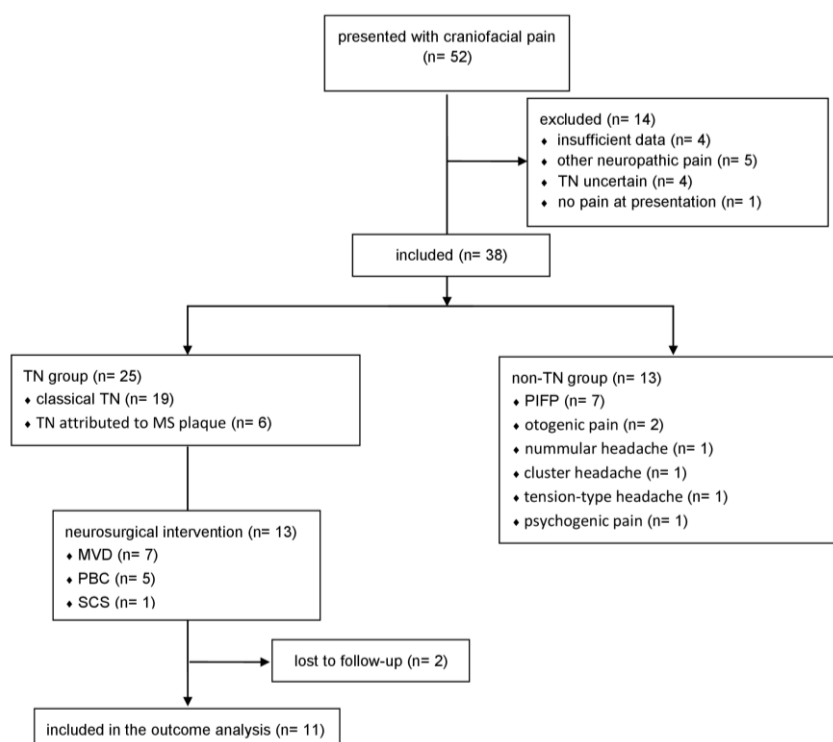 presented with craniofacial pain
(n= 52)
excluded (n= 14)
♦ insufficient data (n= 4)
♦ other neuropathic pain (n= 5)
♦ TN uncertain (n= 4)
♦ no pain at presentation (n= 1)
included (n= 38)
TN group (n= 25)
♦ classical TN (n= 19)
♦ TN attributed to MS plaque (n= 6)
non-TN group (n= 13)
♦ PIFP (n= 7)
♦ otogenic pain (n= 2)
♦ nummular headache (n= 1)
♦ cluster headache (n= 1)
♦ tension-type headache (n= 1)
♦ psychogenic pain (n= 1)
neurosurgical intervention (n= 13)
♦ MVD (n= 7)
♦ PBC (n= 5)
♦ SCS (n= 1)
lost to follow-up (n= 2)
included in the outcome analysis (n= 11)